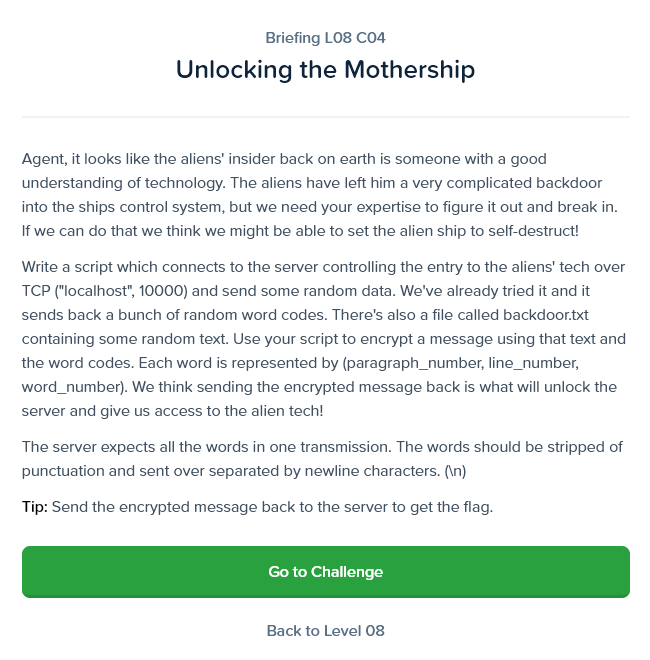 Briefing L08 C04
Unlocking the Mothership
Agent, it looks like the aliens' insider back on earth is someone with a good
understanding of technology. The aliens have left him a very complicated backdoor
into the ships control system, but we need your expertise to figure it out and break in.
If we can do that we think we might be able to set the alien ship to self-destruct!
Write a script which connects to the server controlling the entry to the aliens' tech over
TCP ("localhost", 10000) and send some random data. We've already tried it and it
sends back a bunch of random word codes. There's also a file called backdoor.txt
containing some random text. Use your script to encrypt a message using that text and
the word codes. Each word is represented by (paragraph_number, line_number,
word_number). We think sending the encrypted message back is what will unlock the
server and give us access to the alien tech!
The server expects all the words in one transmission. The words should be stripped of
punctuation and sent over separated by newline characters. (\n)
Tip: Send the encrypted message back to the server to get the flag.
Go to Challenge
Back to Level 08